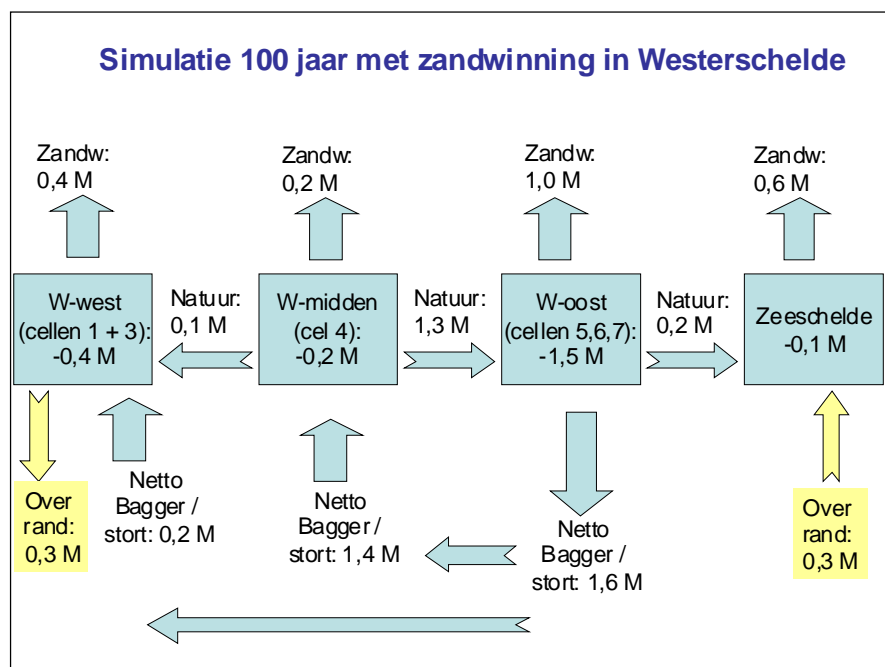 Simulatie 100 jaar met zandwinning in Westerschelde
Zandw:
0,4 M
Zandw:
0,2 M
Zandw:
1,0 M
Zandw:
0,6 M
W-west
(cellen 1 + 3):
-0,4 M
Natuur:
0,1 M
W-midden
(cel 4):
-0,2 M
Natuur:
1,3 M
W-oost
(cellen 5,6,7):
-1,5 M
Natuur:
0,2 M
Zeeschelde
-0,1 M
Over
rand:
0,3 M
Netto
Bagger /
stort: 0,2 M
Netto
Bagger /
stort: 1,4 M
Netto
Bagger /
stort: 1,6 M
Over
rand:
0,3 M